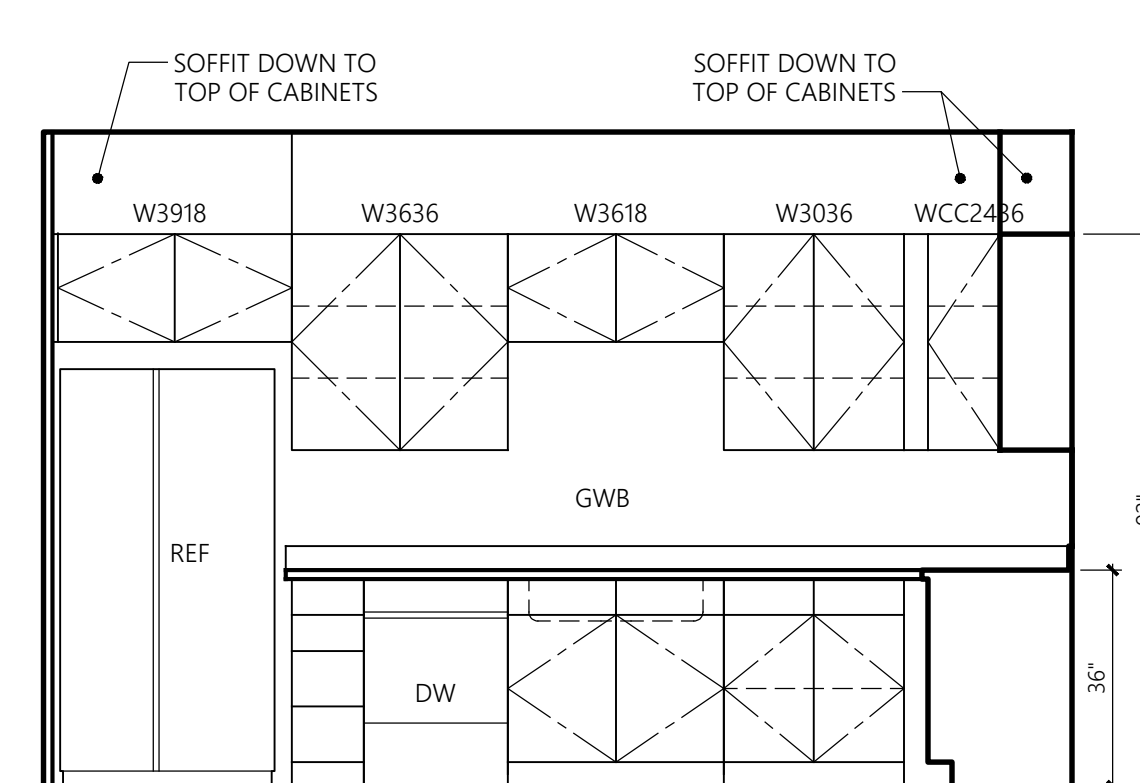 SOFFIT DOWN TO
TOP OF CABINETS
SOFFIT DOWN TO
TOP OF CABINETS
W3918
W3636
W3618
W3036
WCC2436
GWB
REF
DW
36"